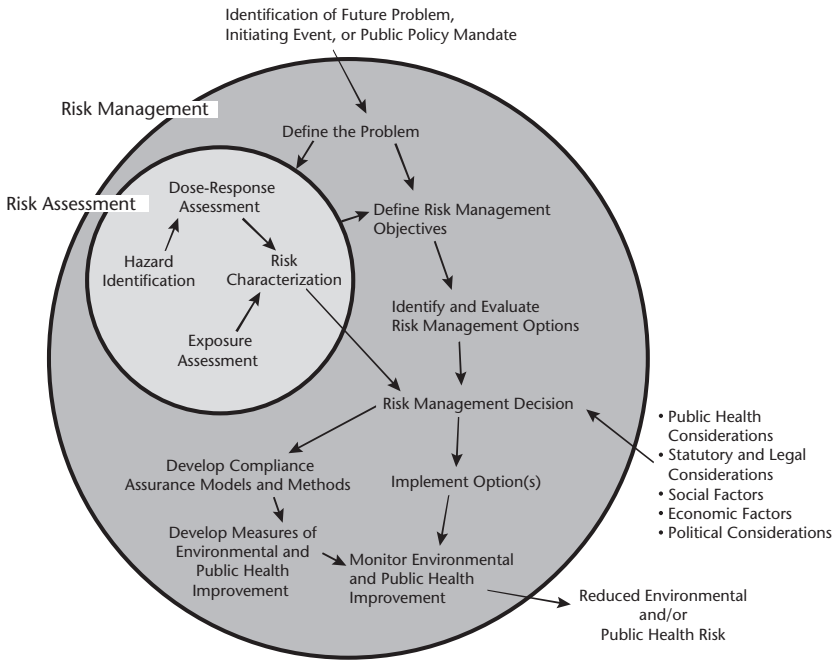 Identification of Future Problem,
Initiating Event, or Public Policy Mandate
Risk Management
Define the Problem
Risk Assessment
Dose-Response
Assessment
Define Risk Management
Objectives
Hazard
Identification
Risk
Characterization
Identify and Evaluate
Risk Management Options
Exposure
Assessment
Risk Management Decision
• Public Health
Considerations
• Statutory and Legal
Considerations
• Social Factors
• Economic Factors
• Political Considerations
Develop Compliance
Assurance Models and Methods
Implement Option(s)
Develop Measures of
Environmental and
Public Health
Improvement
Monitor Environmental
and Public Health
Improvement
Reduced Environmental
and/or
Public Health Risk